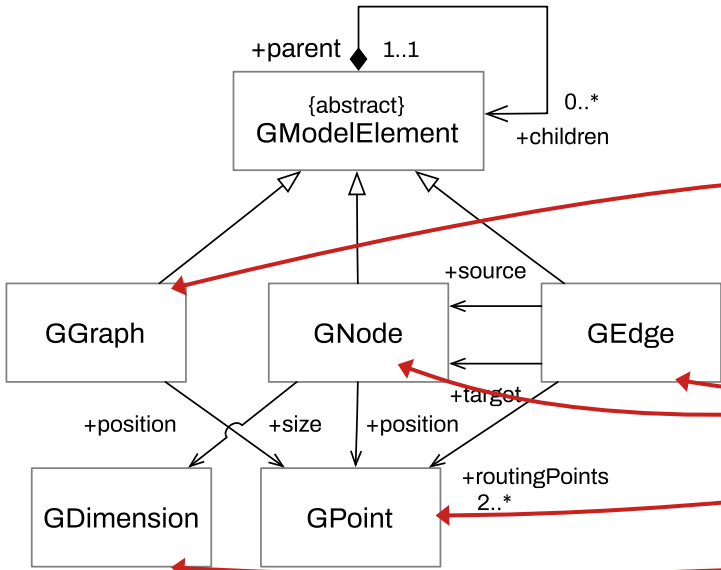 +parent
1..1
{abstract}
GModelElement
0..*
+children
+source
GGraph
GNode
GEdge
+target
+position
+size
+position
+routingPoints
2..*
GDimension
GPoint